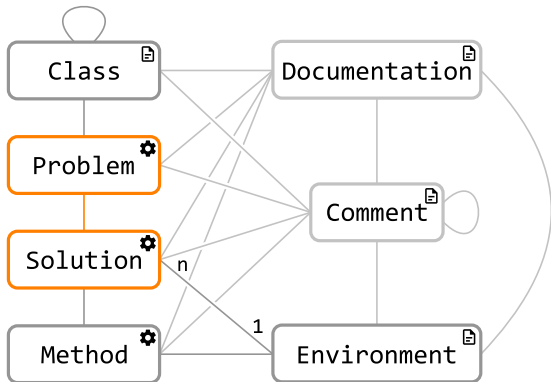 Class
Documentation
Problem
Comment
Solution
n
1
Method
Environment